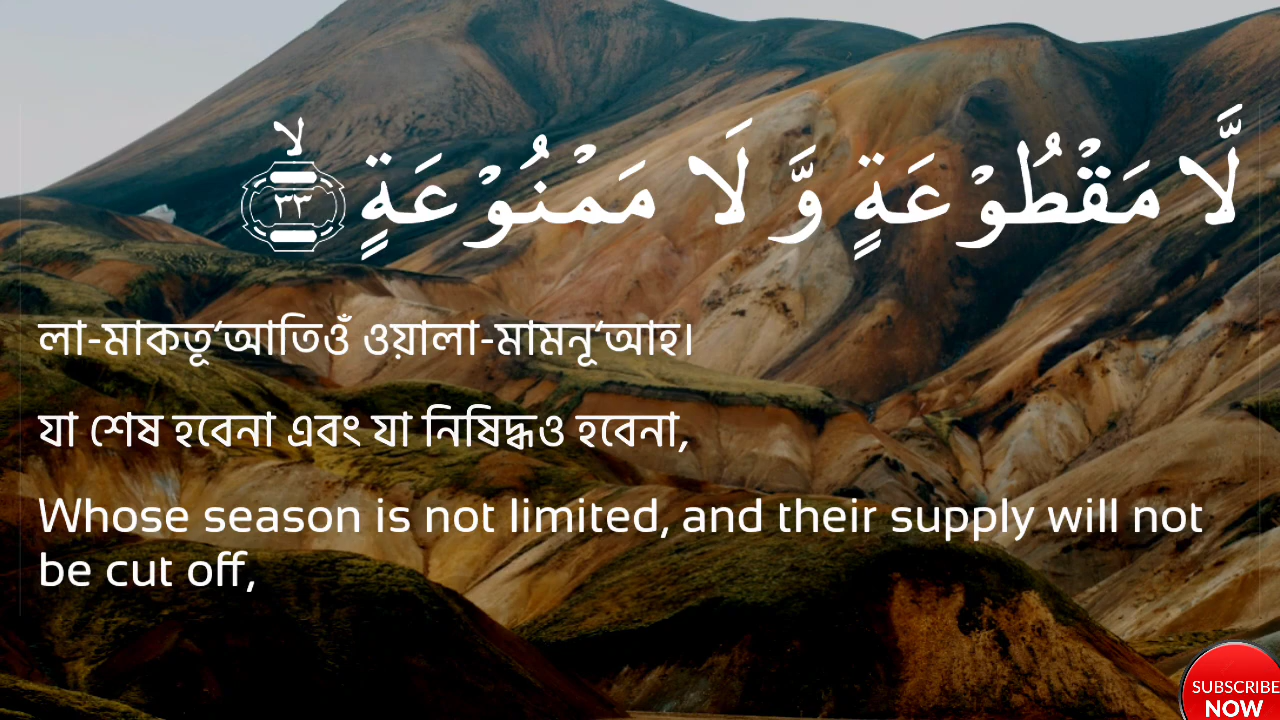 لَّا مَقْطُوْعَةٍ وَّ لَا مَمْنُوْعَةٍ ۙ ٣٣
লা-মাকতূ‘আতিওঁ ওয়ালা-মামনূ‘আহ।
যা শেষ হবেনা এবং যা নিষিদ্ধও হবেনা,
Whose season is not limited, and their supply will not
be cut off,
SUBSCRIBE
NOW